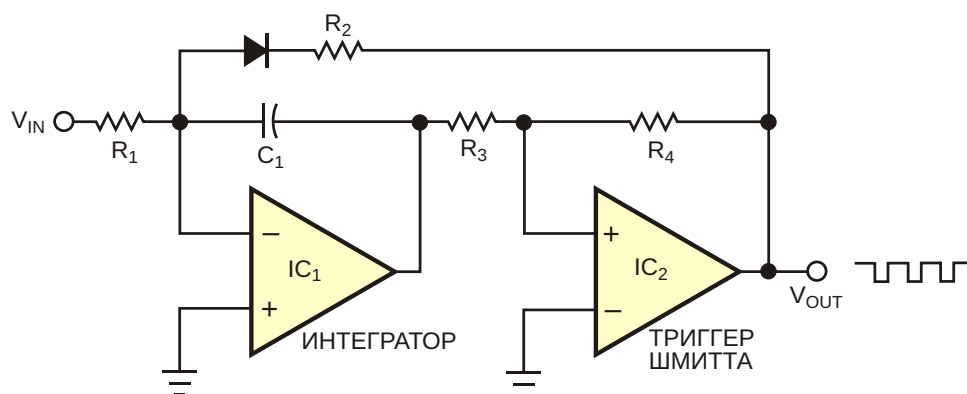 R2
VIN
R1
C1
R3
R4
−
IC1
+
ИНТЕГРАТОР
+
IC2
−
VOUT
ТРИГГЕР
ШМИТТА